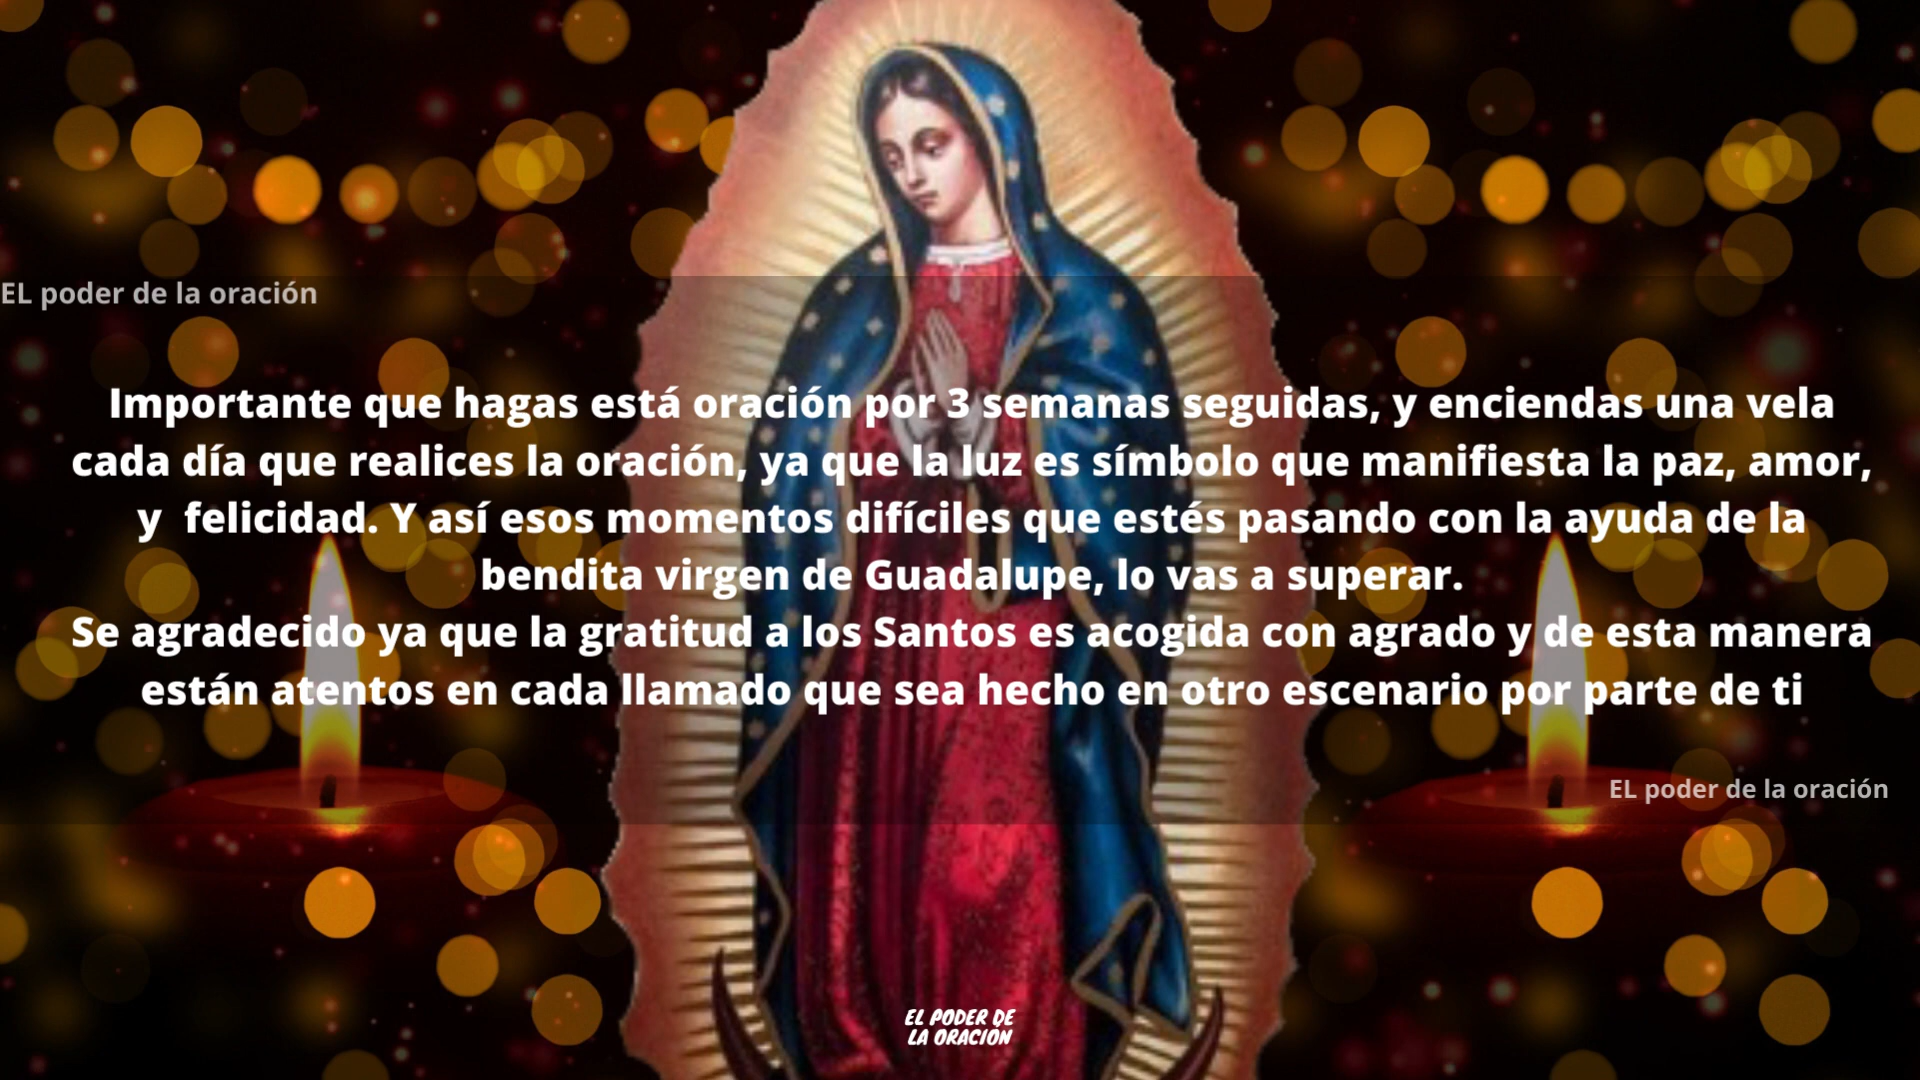 EL poder de la oración
Importante que hagas está oración por 3 semanas seguidas, y enciendas una vela
cada día que realices la oración, ya que la luz es símbolo que manifiesta la paz, amor,
y  felicidad. Y así esos momentos difíciles que estés pasando con la ayuda de la
bendita virgen de Guadalupe, lo vas a superar.
Se agradecido ya que la gratitud a los Santos es acogida con agrado y de esta manera
están atentos en cada llamado que sea hecho en otro escenario por parte de ti
EL poder de la oración
EL PODER DE
LA ORACIÓN